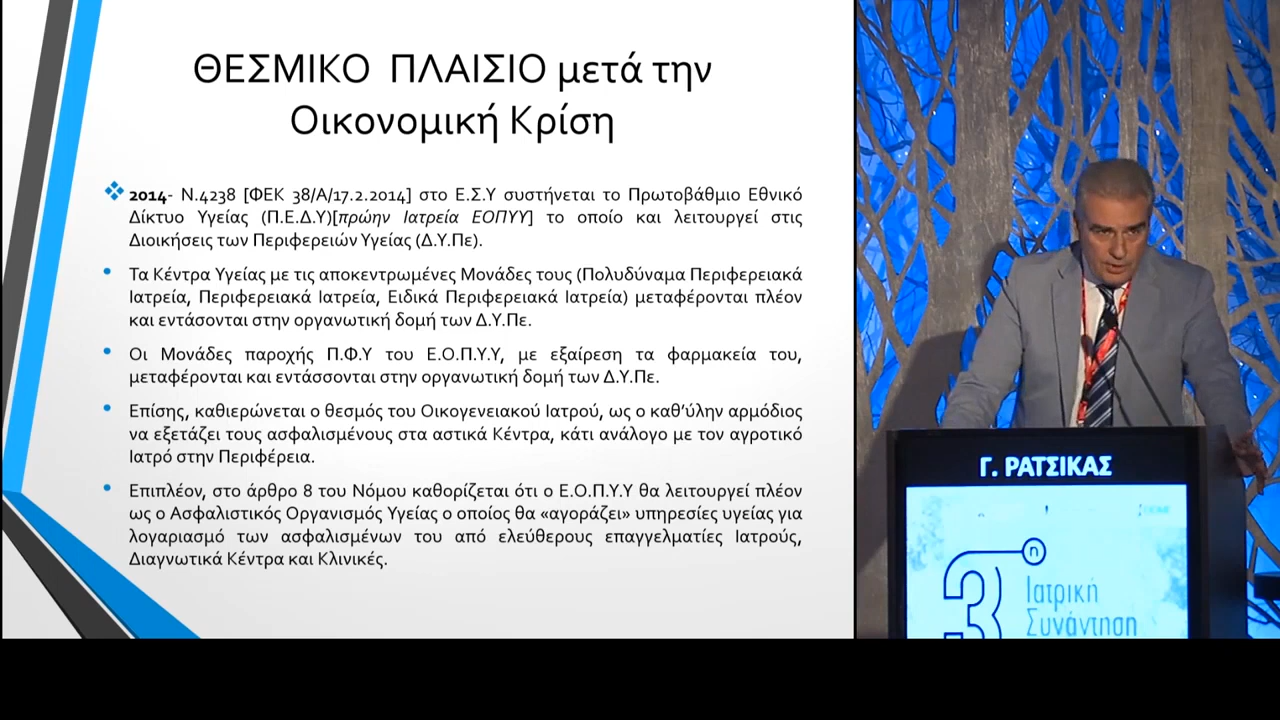 ΘΕΣΜΙΚΟ ΠΛΑΙΣΙΟ μετά την
Οικονομική Κρίση
2014- Ν.4238 [ΦΕΚ 38/Α/17.2.2014] στο Ε.Σ.Υ συστήνεται το Πρωτοβάθμιο Εθνικό
Δίκτυο Υγείας (Π.Ε.Δ.Υ)[πρώην Ιατρεία ΕΟΠΥΥ] το οποίο και λειτουργεί στις
Διοικήσεις των Περιφερειών Υγείας (Δ.Υ.Πε).
Τα Κέντρα Υγείας με τις αποκεντρωμένες Μονάδες τους (Πολυδύναμα Περιφερειακά
Ιατρεία, Περιφερειακά Ιατρεία, Ειδικά Περιφερειακά Ιατρεία) μεταφέρονται πλέον
και εντάσονται στην οργανωτική δομή των Δ.Υ.Πε.
Οι Μονάδες παροχής Π.Φ.Υ του Ε.Ο.Π.Υ.Υ, με εξαίρεση τα φαρμακεία του,
μεταφέρονται και εντάσσονται στην οργανωτική δομή των Δ.Υ.Πε.
Επίσης, καθιερώνεται ο θεσμός του Οικογενειακού Ιατρού, ως ο καθ’ύλην αρμόδιος
να εξετάζει τους ασφαλισμένους στα αστικά Κέντρα, κάτι ανάλογο με τον αγροτικό
Ιατρό στην Περιφέρεια.
Επιπλέον, στο άρθρο 8 του Νόμου καθορίζεται ότι ο Ε.Ο.Π.Υ.Υ θα λειτουργεί πλέον
ως ο Ασφαλιστικός Οργανισμός Υγείας ο οποίος θα «αγοράζει» υπηρεσίες υγείας για
λογαριασμό των ασφαλισμένων του από ελεύθερους επαγγελματίες Ιατρούς,
Διαγνωτικά Κέντρα και Κλινικές.
Γ. ΡΑΤΣΙΚΑΣ
3η
Ιατρική
Συνάντηση